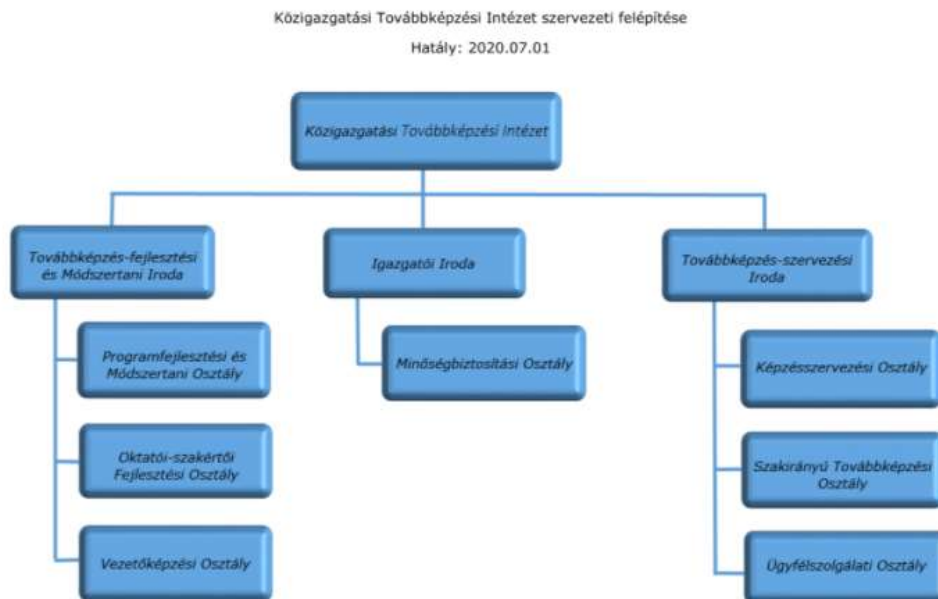 Közigazgatási Továbbképzési Intézet szervezeti felépítése
Hatály: 2020.07.01
Közigazgatási Továbbképzési Intézet
Továbbképzés-fejlesztési
és Módszertani Iroda
Igazgatói Iroda
Továbbképzés-szervezési
Iroda
Programfejlesztési és
Módszertani Osztály
Minőségbiztosítási Osztály
Képzésszervezési Osztály
Oktatói-szakértői
Fejlesztési Osztály
Szakirányú Továbbképzési
Osztály
Vezetőképzési Osztály
Ügyfélszolgálati Osztály